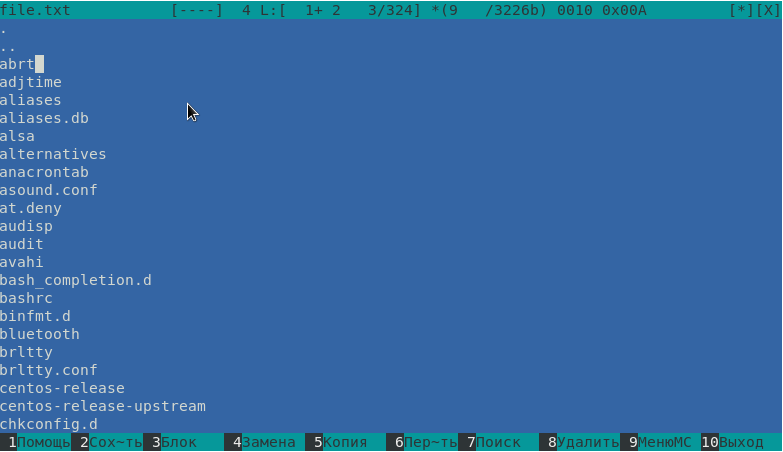 file.txt [----] 4 L:[ 1+ 2 3/324] *(9 /3226b) 0010 0x00A [*][X]
.
..
abrt
adjtime
aliases
aliases.db
alsa
alternatives
anacrontab
asound.conf
at.deny
audisp
audit
avahi
bash_completion.d
bashrc
binfmt.d
bluetooth
brltty
brltty.conf
centos-release
centos-release-upstream
chkconfig.d
1Помощь 2Сох~ть 3Блок 4Замена 5Копия 6Пер~ть 7Поиск 8Удалить 9МенюMC 10Выход